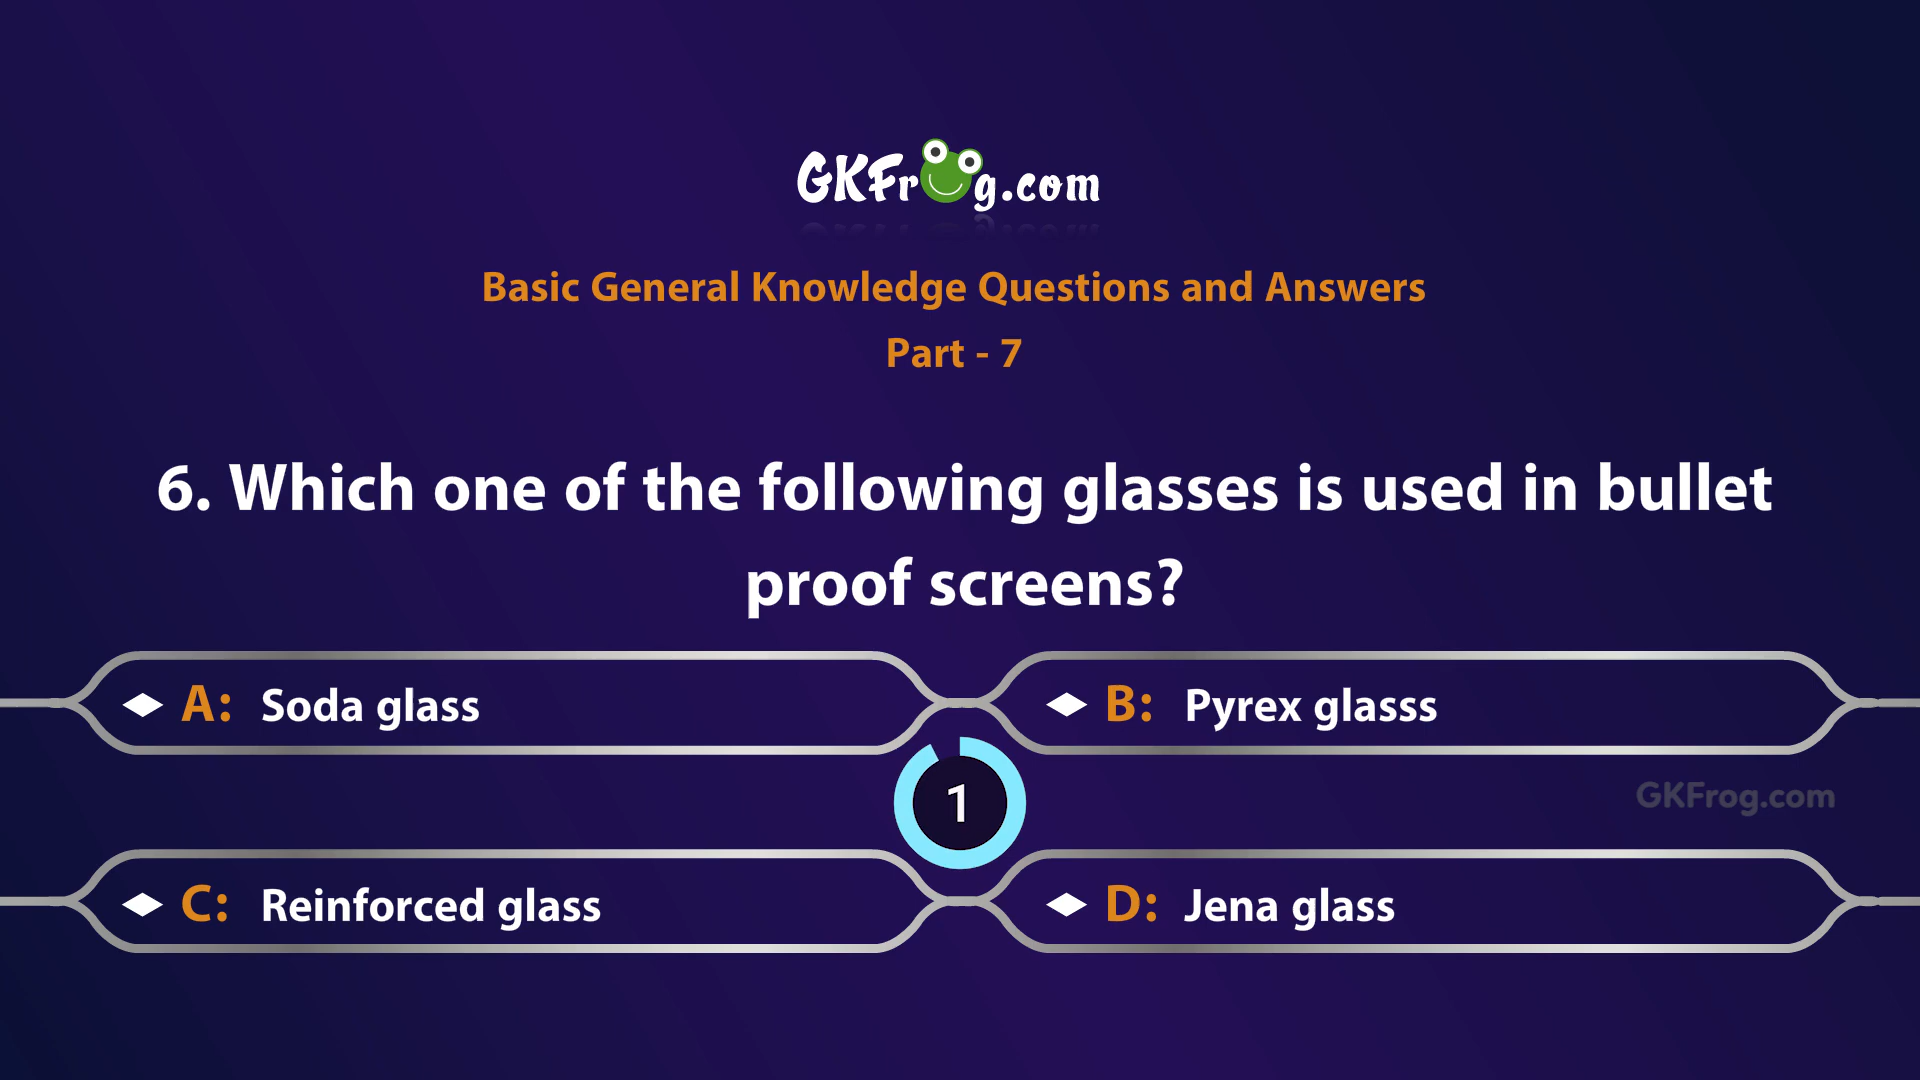 GKFrog.com
Basic General Knowledge Questions and Answers
Part - 7
6. Which one of the following glasses is used in bullet
proof screens?
A: Soda glass
B: Pyrex glasss
1
GKFrog.com
C: Reinforced glass
D: Jena glass